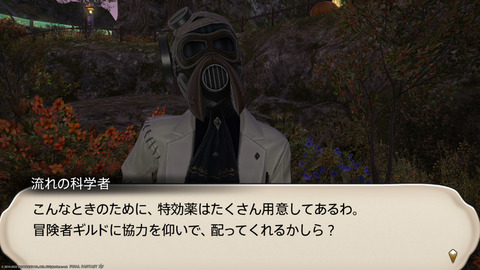 流れの科学者
こんなときのために、特効薬はたくさん用意してあるわ。
冒険者ギルドに協力を仰いで、配ってくれるかしら？